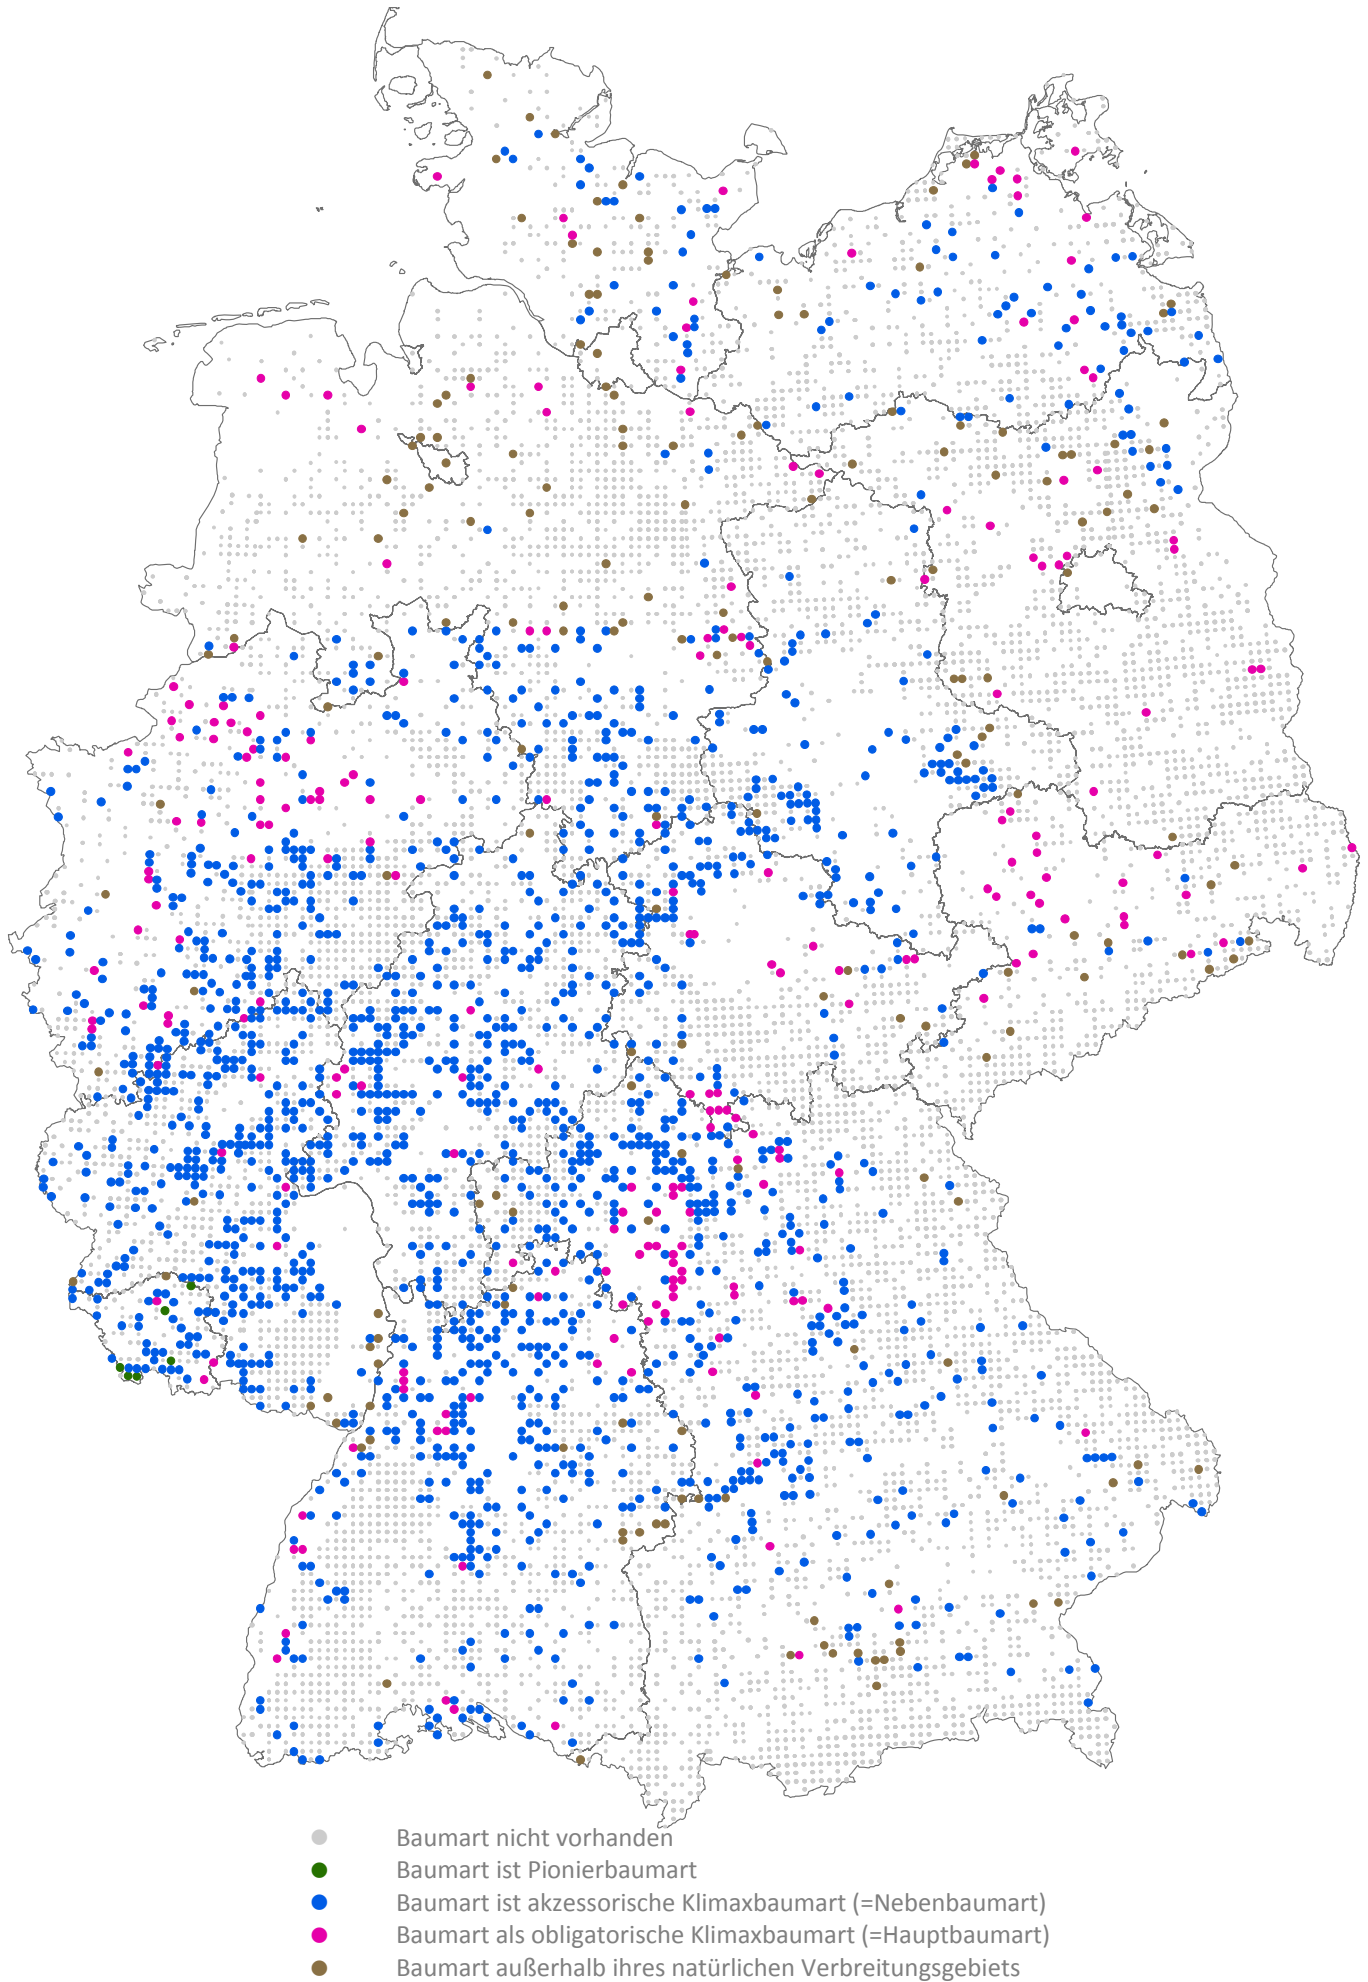 Baumart nicht vorhanden
Baumart ist Pionierbaumart
Baumart ist akzessorische Klimaxbaumart (=Nebenbaumart)
Baumart als obligatorische Klimaxbaumart (=Hauptbaumart)
Baumart außerhalb ihres natürlichen Verbreitungsgebiets